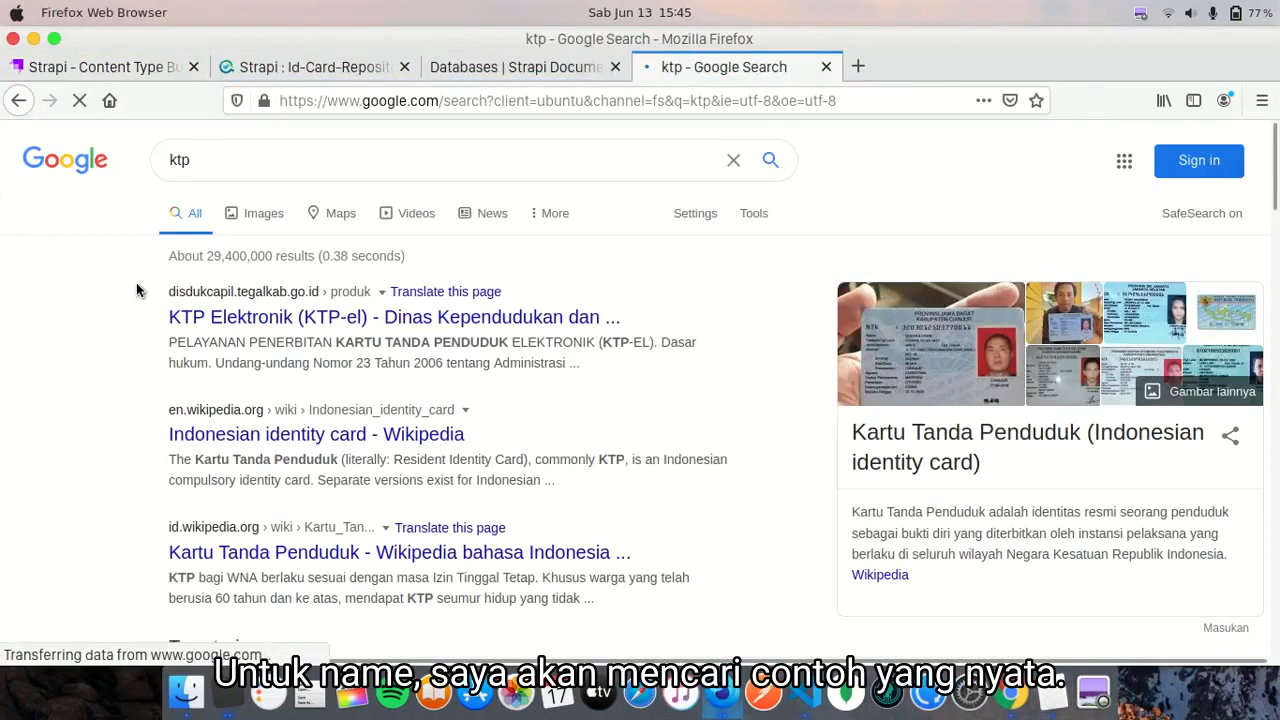 Firefox Web Browser
Sab Jun 13 15:45
77 %
ktp - Google Search - Mozilla Firefox
Strapi - Content Type Bu
Strapi : Id-Card-Reposit
Databases | Strapi Docume
ktp - Google Search
https://www.google.com/search?client=ubuntu&channel=fs&q=ktp&ie=utf-8&oe=utf-8
Google
ktp
Sign in
All
Images
Maps
Videos
News
More
Settings
Tools
SafeSearch on
About 29,400,000 results (0.38 seconds)
disdukcapil.tegalkab.go.id › produk Translate this page
KTP Elektronik (KTP-el) - Dinas Kependudukan dan ...
PELAYANAN PENERBITAN KARTU TANDA PENDUDUK ELEKTRONIK (KTP-EL). Dasar
hukum. Undang-undang Nomor 23 Tahun 2006 tentang Administrasi ...
en.wikipedia.org › wiki › Indonesian_identity_card
Indonesian identity card - Wikipedia
The Kartu Tanda Penduduk (literally: Resident Identity Card), commonly KTP, is an Indonesian
compulsory identity card. Separate versions exist for Indonesian ...
id.wikipedia.org › wiki › Kartu_Tan... Translate this page
Kartu Tanda Penduduk - Wikipedia bahasa Indonesia ...
KTP bagi WNA berlaku sesuai dengan masa Izin Tinggal Tetap. Khusus warga yang telah
berusia 60 tahun dan ke atas, mendapat KTP seumur hidup yang tidak ...
PROVINSI JAWA BARAT
KABUPATEN CIANJUR
NIK
Gambar lainnya
Kartu Tanda Penduduk (Indonesian
identity card)
Kartu Tanda Penduduk adalah identitas resmi seorang penduduk
sebagai bukti diri yang diterbitkan oleh instansi pelaksana yang
berlaku di seluruh wilayah Negara Kesatuan Republik Indonesia.
Wikipedia
Masukan
Transferring data from www.google.com...
Untuk name, saya akan mencari contoh yang nyata.
17